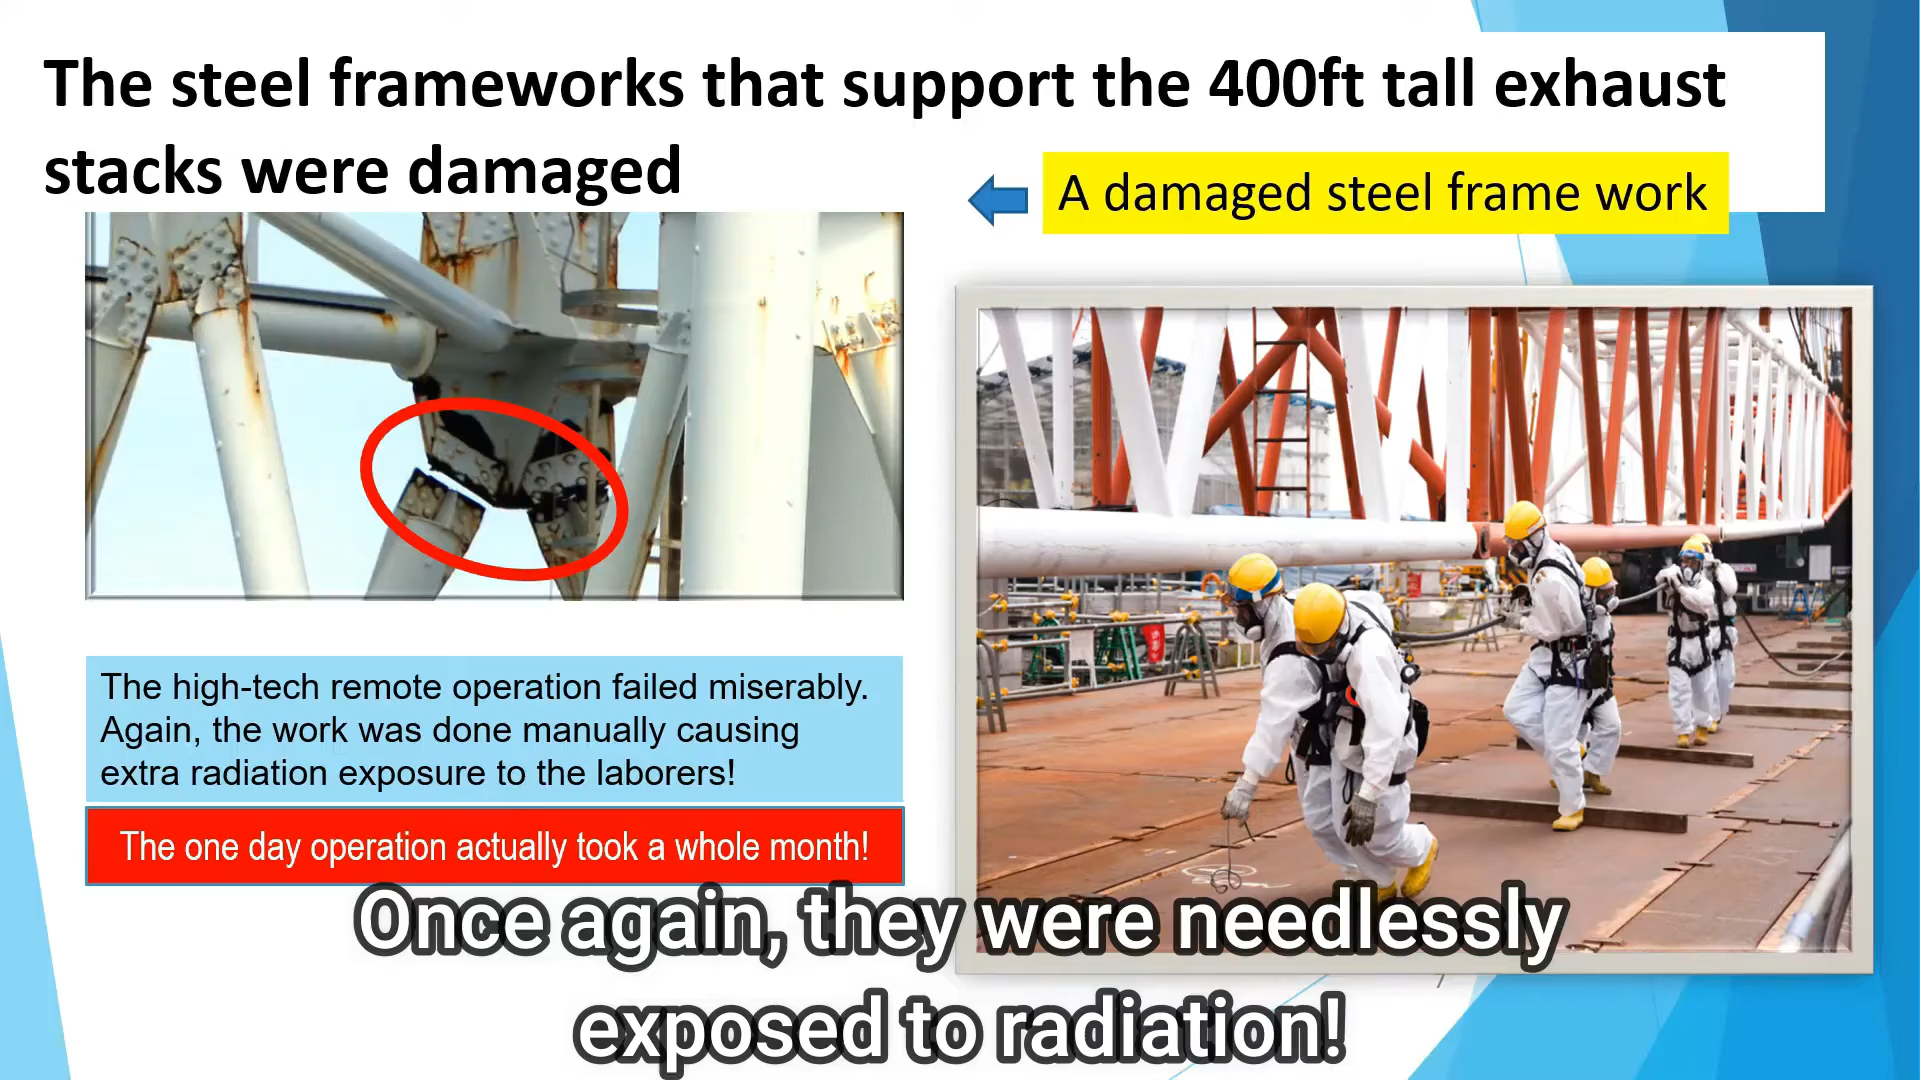 The steel frameworks that support the 400ft tall exhaust
stacks were damaged
A damaged steel frame work
The high-tech remote operation failed miserably.
Again, the work was done manually causing
extra radiation exposure to the laborers!
The one day operation actually took a whole month!
Once again, they were needlessly
exposed to radiation!